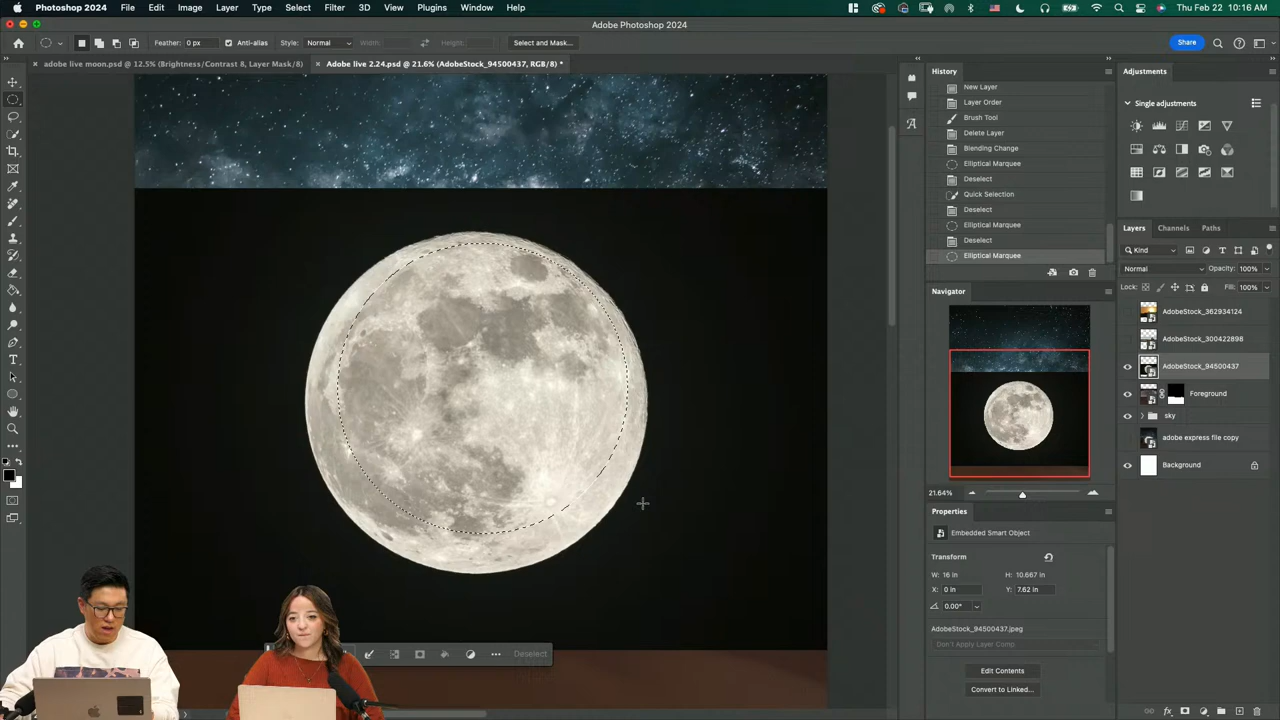 Photoshop File Edit Image Layer Type Select Filter View Plugins Window Help Thu Feb 22 10:16 AM
Adobe Photoshop 2024
Feather: 0 px Anti-alias Style: Normal Width: Height: Select and Mask... Share
adobe live moon.psd @ 12.5% (Brightness/Contrast 8, Layer Mask/8) Adobe live 2.24.psd @ 21.6% (AdobeStock_94500437, RGB/8) *
History
New Layer
Layer Order
Brush Tool
Delete Layer
Blending Change
Elliptical Marquee
Deselect
Quick Selection
Deselect
Elliptical Marquee
Deselect
Elliptical Marquee
Navigator
21.64%
Properties
Embedded Smart Object
Transform
W: 16 in H: 10.667 in
X: 0 in Y: 7.62 in
0.00°
AdobeStock_94500437.jpeg
Don't Apply Layer Comp
Edit Contents
Convert to Linked...
Adjustments
Single adjustments
Layers Channels Paths
Kind
Normal Opacity: 100%
Lock: Fill: 100%
AdobeStock_362934124
AdobeStock_300422898
AdobeStock_94500437
Foreground
sky
adobe express file copy
Background
Deselect